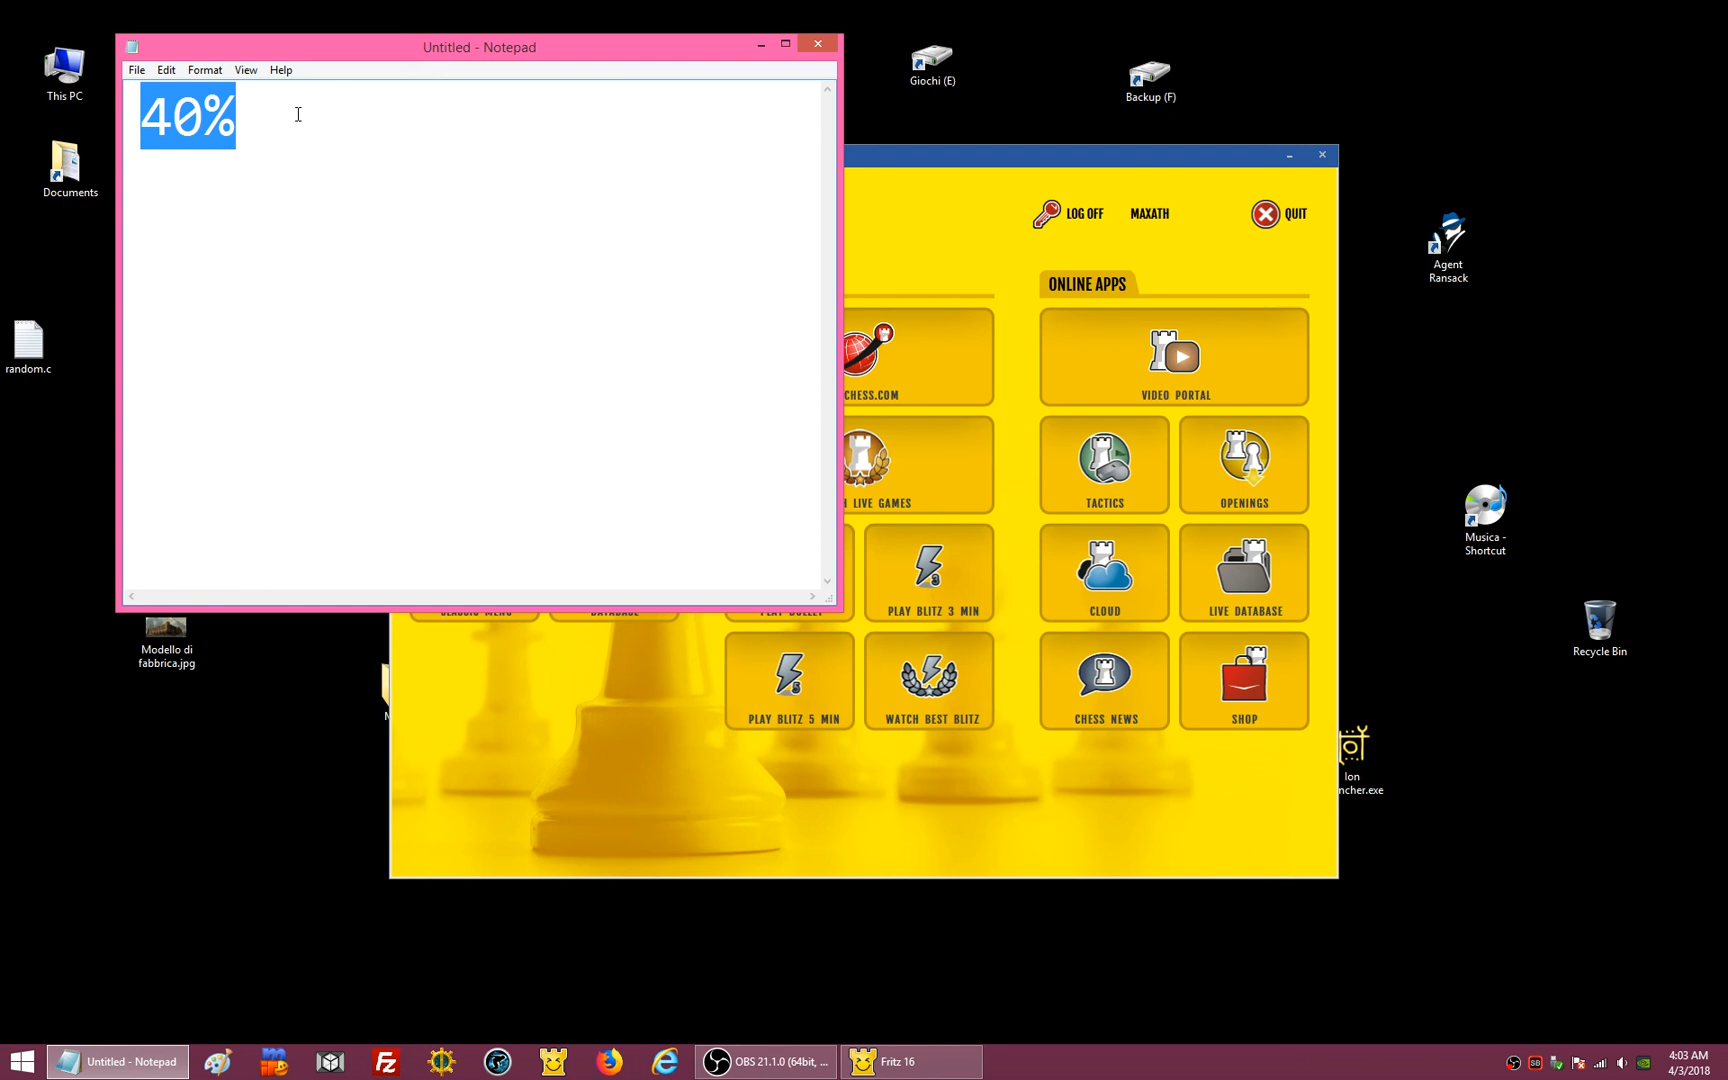 Untitled - Notepad
File Edit Format View Help
40%
This PC
Documents
random.c
Modello di
fabbrica.jpg
Giochi (E)
Backup (F)
Agent
Ransack
Musica -
Shortcut
Recycle Bin
LOG OFF MAXATH QUIT
ONLINE APPS
CHESS.COM
VIDEO PORTAL
LIVE GAMES
TACTICS
OPENINGS
PLAY BLITZ 3 MIN
CLOUD
LIVE DATABASE
PLAY BLITZ 5 MIN
WATCH BEST BLITZ
CHESS NEWS
SHOP
Ion
ncher.exe
Untitled - Notepad
OBS 21.1.0 (64bit, ...
Fritz 16
4:03 AM
4/3/2018